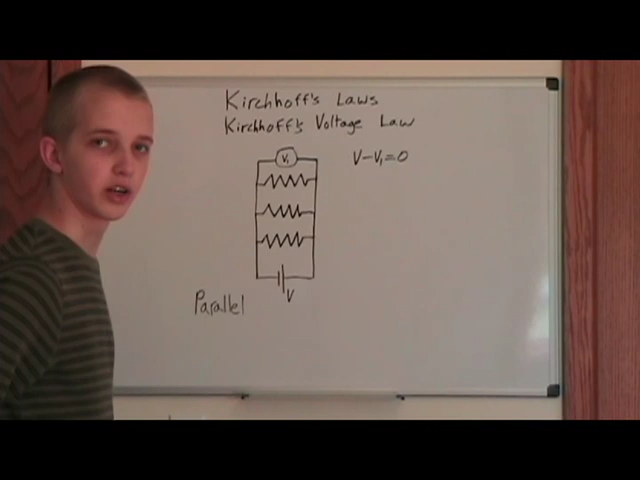 Kirchhoff's Laws
Kirchhoff's Voltage Law
V₁
V-V₁=0
V
Parallel